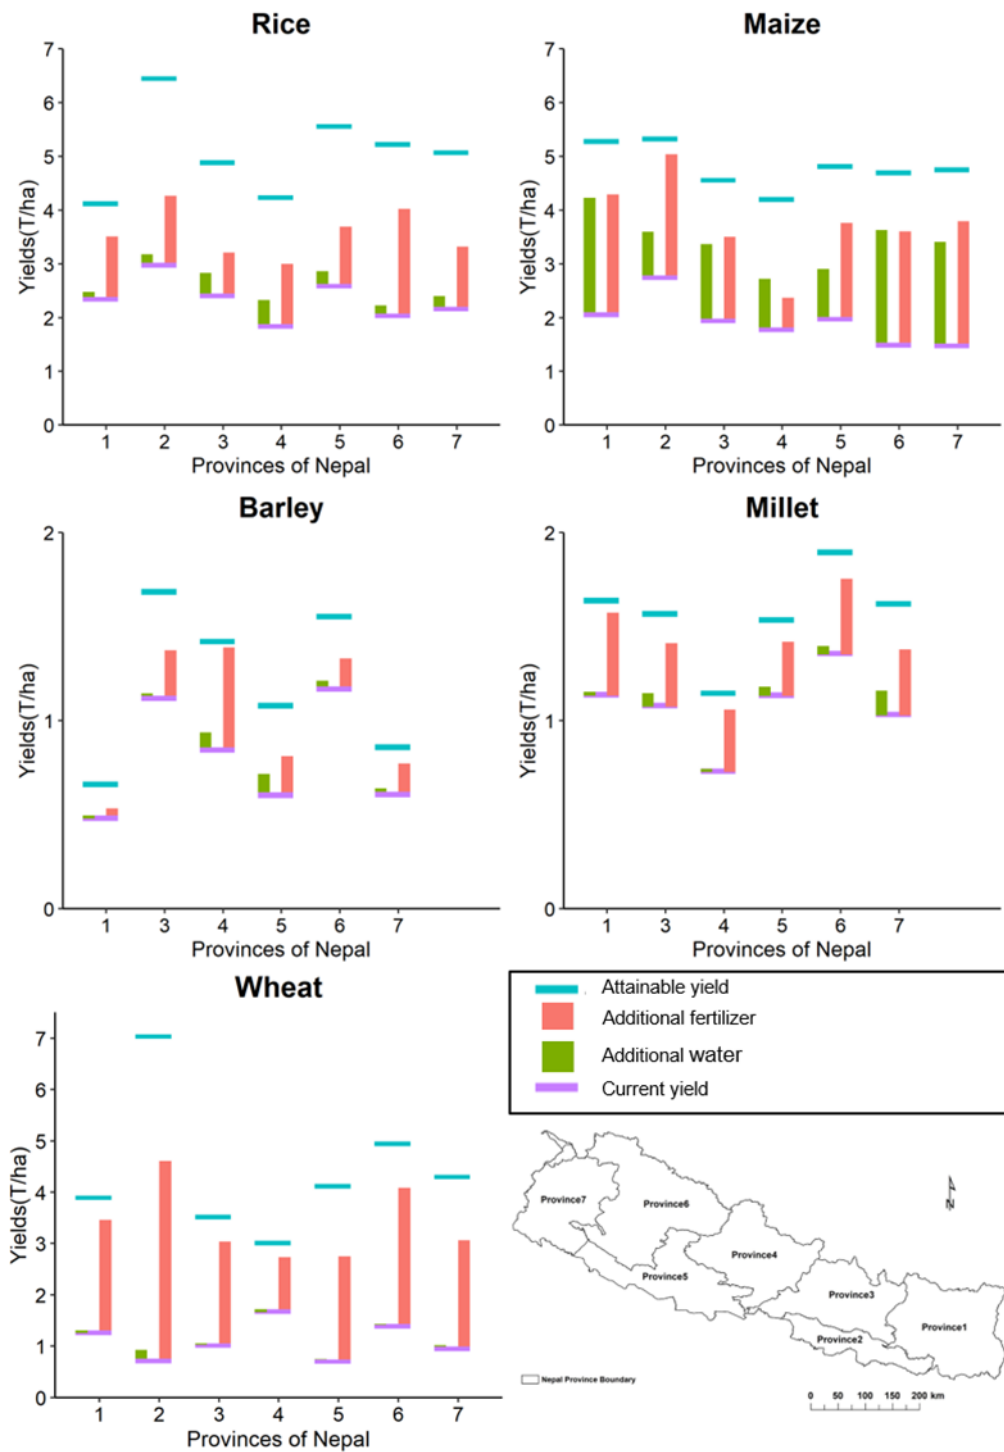 Rice
Yields(T/ha)
7
6
5
4
3
2
1
0
1 2 3 4 5 6 7
Provinces of Nepal
Maize
Yields(T/ha)
7
6
5
4
3
2
1
0
1 2 3 4 5 6 7
Provinces of Nepal
Barley
Yields(T/ha)
2
1
0
1 3 4 5 6 7
Provinces of Nepal
Millet
Yields(T/ha)
2
1
0
1 3 4 5 6 7
Provinces of Nepal
Wheat
Yields(T/ha)
7
6
5
4
3
2
1
0
1 2 3 4 5 6 7
Provinces of Nepal
Attainable yield
Additional fertilizer
Additional water
Current yield
N
Province7
Province6
Province4
Province5
Province3
Province2
Province1
Nepal Province Boundary
0 50 100 150 200 km